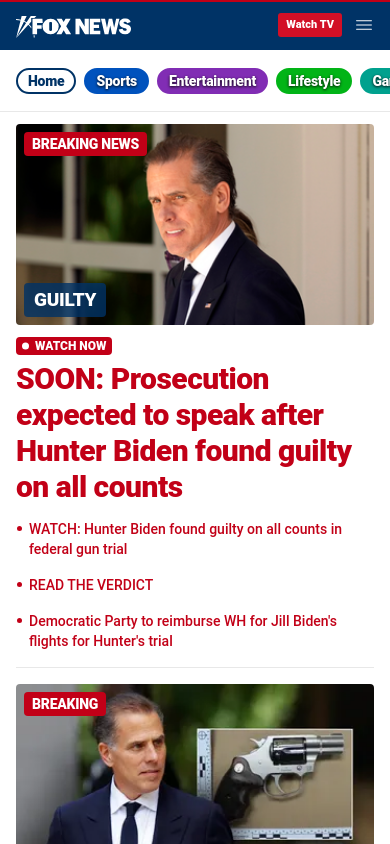 FOX NEWS
Watch TV
Home Sports Entertainment Lifestyle
BREAKING NEWS
GUILTY
WATCH NOW
SOON: Prosecution
expected to speak after
Hunter Biden found guilty
on all counts
WATCH: Hunter Biden found guilty on all counts in
federal gun trial
READ THE VERDICT
Democratic Party to reimburse WH for Jill Biden's
flights for Hunter's trial
BREAKING